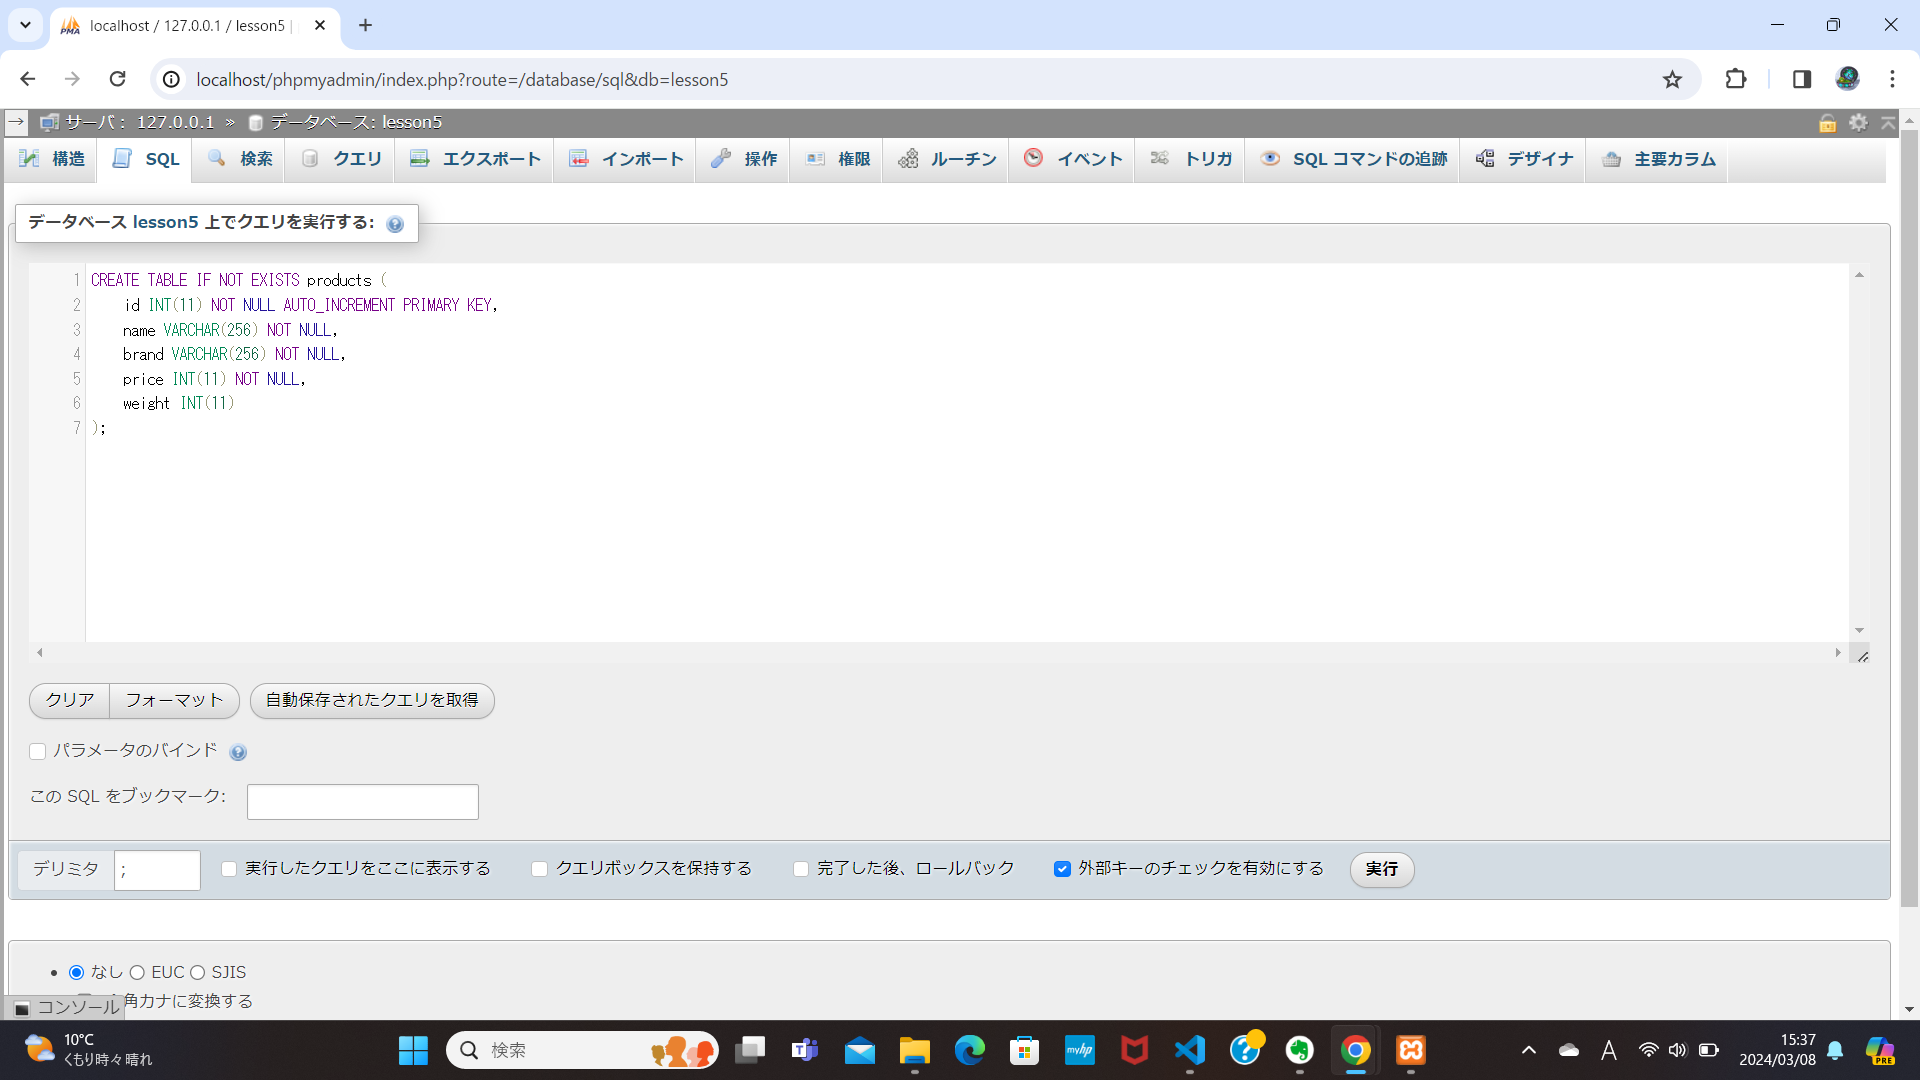 localhost / 127.0.0.1 / lesson5 |
localhost/phpmyadmin/index.php?route=/database/sql&db=lesson5
サーバ: 127.0.0.1 » データベース: lesson5
構造 SQL 検索 クエリ エクスポート インポート 操作 権限 ルーチン イベント トリガ SQL コマンドの追跡 デザイナ 主要カラム
データベース lesson5 上でクエリを実行する:
1 CREATE TABLE IF NOT EXISTS products (
2 id INT(11) NOT NULL AUTO_INCREMENT PRIMARY KEY,
3 name VARCHAR(256) NOT NULL,
4 brand VARCHAR(256) NOT NULL,
5 price INT(11) NOT NULL,
6 weight INT(11)
7 );
クリア フォーマット 自動保存されたクエリを取得
パラメータのバインド
この SQL をブックマーク:
デリミタ ; 実行したクエリをここに表示する クエリボックスを保持する 完了した後、ロールバック 外部キーのチェックを有効にする 実行
なし EUC SJIS
角カナに変換する
コンソール
10°C
くもり時々晴れ
検索
myhp
A
15:37
2024/03/08
PRE